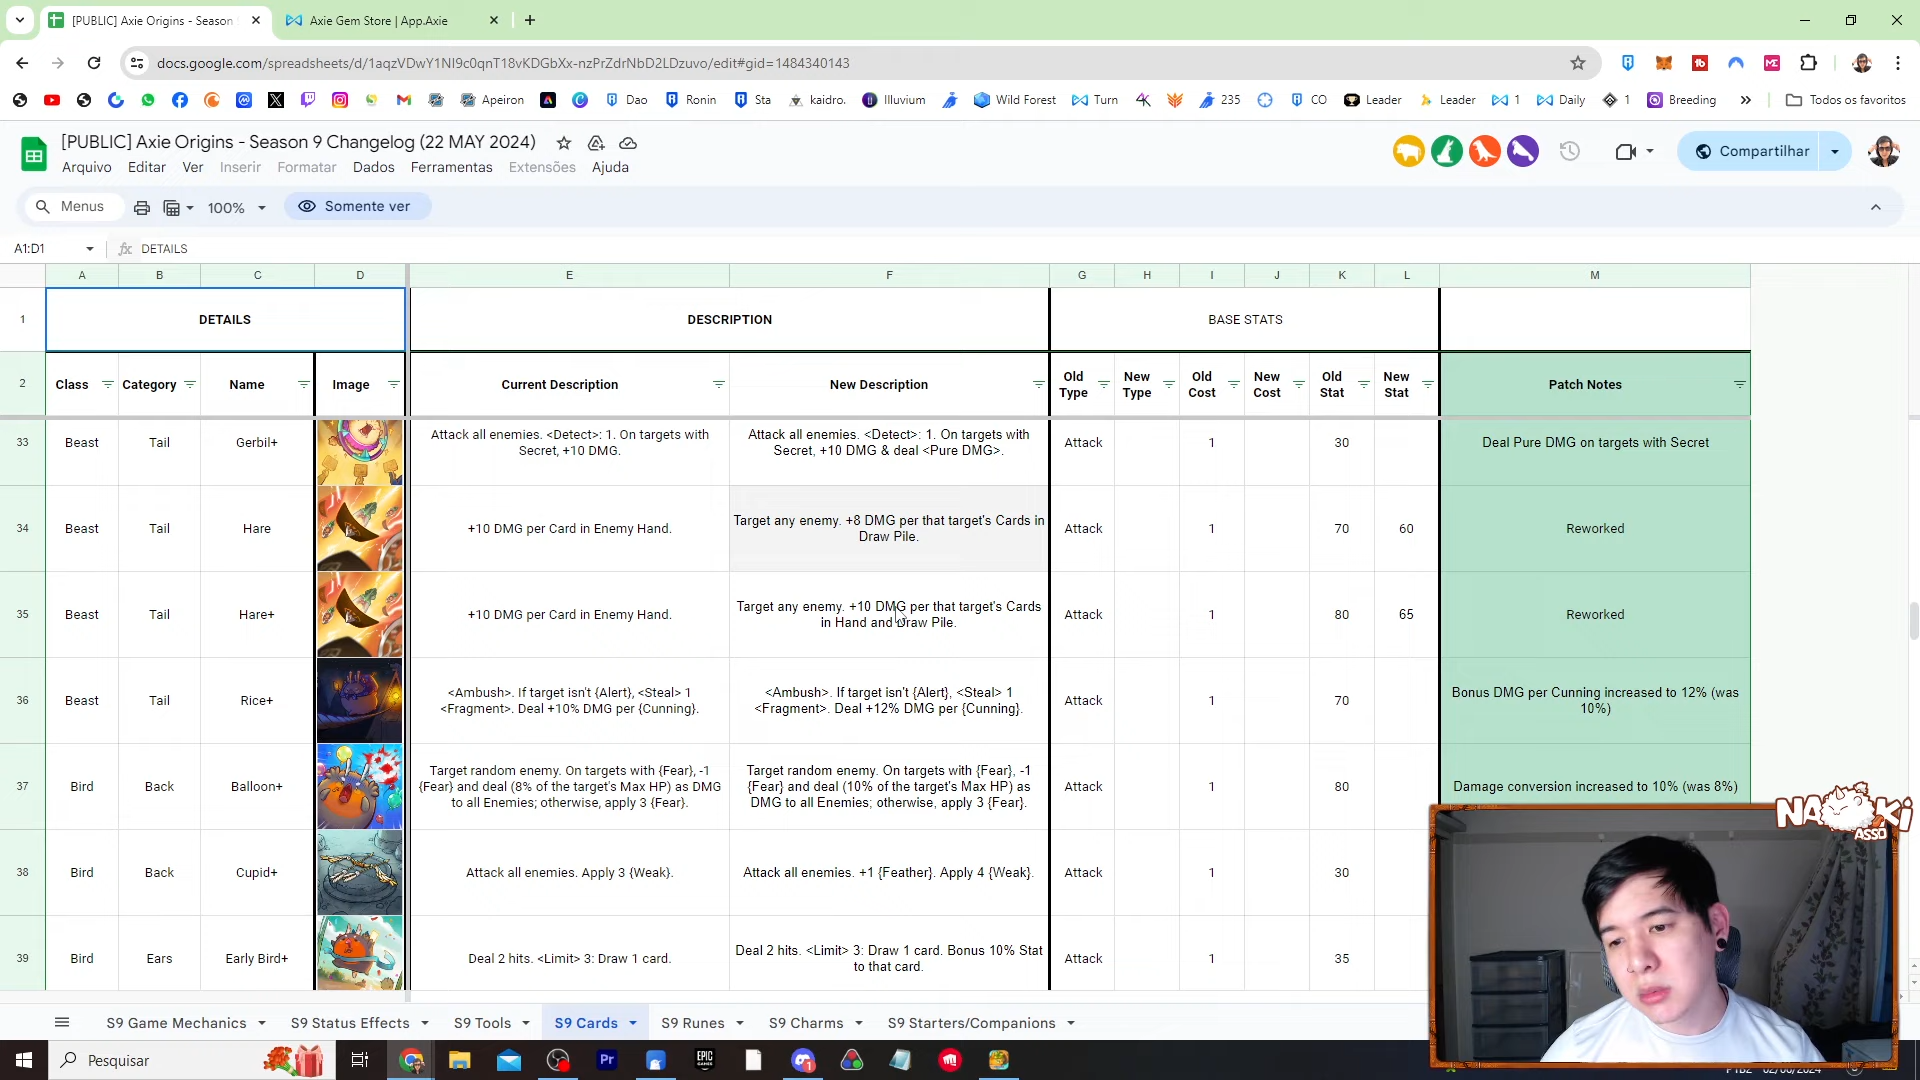 [PUBLIC] Axie Origins - Season
Axie Gem Store | App.Axie
docs.google.com/spreadsheets/d/1aqzVDwY1NI9c0qnT18vKDGbXx-nzPrZdrNbD2LDzuvo/edit#gid=1484340143
Apeiron
Dao
Ronin
Sta
kaidro.
Illuvium
Wild Forest
Turn
235
CO
Leader
Leader
1
Daily
1
Breeding
Todos os favoritos
[PUBLIC] Axie Origins - Season 9 Changelog (22 MAY 2024)
Arquivo Editar Ver Inserir Formatar Dados Ferramentas Extensões Ajuda
Compartilhar
Menus
100%
Somente ver
A1:D1
fx DETAILS
A B C D E F G H I J K L M
1 DETAILS DESCRIPTION BASE STATS
2 Class Category Name Image Current Description New Description Old Type New Type Old Cost New Cost Old Stat New Stat Patch Notes
33 Beast Tail Gerbil+ Attack all enemies. <Detect>: 1. On targets with Secret, +10 DMG. Attack all enemies. <Detect>: 1. On targets with Secret, +10 DMG & deal <Pure DMG>. Attack 1 30 Deal Pure DMG on targets with Secret
34 Beast Tail Hare +10 DMG per Card in Enemy Hand. Target any enemy. +8 DMG per that target's Cards in Draw Pile. Attack 1 70 60 Reworked
35 Beast Tail Hare+ +10 DMG per Card in Enemy Hand. Target any enemy. +10 DMG per that target's Cards in Hand and Draw Pile. Attack 1 80 65 Reworked
36 Beast Tail Rice+ <Ambush>. If target isn't {Alert}, <Steal> 1 <Fragment>. Deal +10% DMG per {Cunning}. <Ambush>. If target isn't {Alert}, <Steal> 1 <Fragment>. Deal +12% DMG per {Cunning}. Attack 1 70 Bonus DMG per Cunning increased to 12% (was 10%)
37 Bird Back Balloon+ Target random enemy. On targets with {Fear}, -1 {Fear} and deal (8% of the target's Max HP) as DMG to all Enemies; otherwise, apply 3 {Fear}. Target random enemy. On targets with {Fear}, -1 {Fear} and deal (10% of the target's Max HP) as DMG to all Enemies; otherwise, apply 3 {Fear}. Attack 1 80 Damage conversion increased to 10% (was 8%)
38 Bird Back Cupid+ Attack all enemies. Apply 3 {Weak}. Attack all enemies. +1 {Feather}. Apply 4 {Weak}. Attack 1 30
39 Bird Ears Early Bird+ Deal 2 hits. <Limit> 3: Draw 1 card. Deal 2 hits. <Limit> 3: Draw 1 card. Bonus 10% Stat to that card. Attack 1 35
NAOKi
ASSO
S9 Game Mechanics S9 Status Effects S9 Tools S9 Cards S9 Runes S9 Charms S9 Starters/Companions
Pesquisar